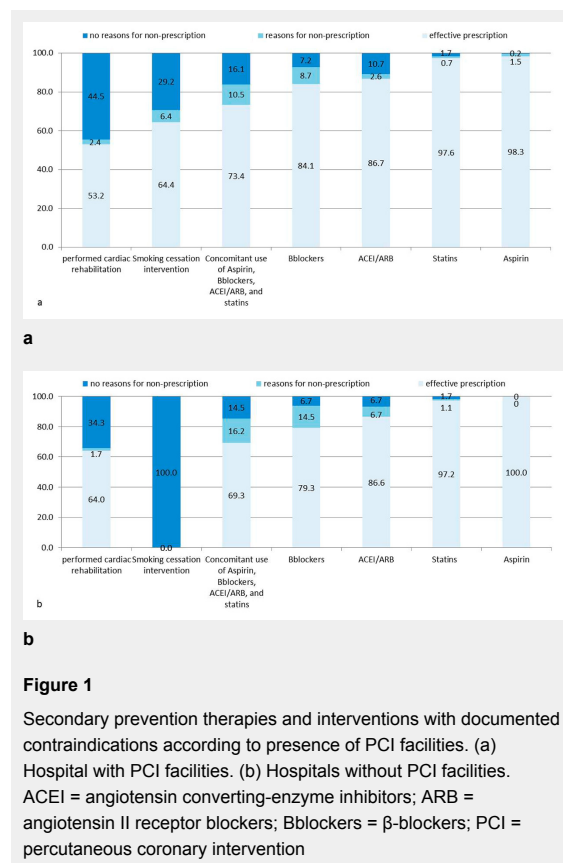 no reasons for non-prescription reasons for non-prescription effective prescription
100.0
80.0
60.0
40.0
20.0
0.0
44.5
2.4
53.2
29.2
6.4
64.4
16.1
10.5
73.4
7.2
8.7
84.1
10.7
2.6
86.7
1.7
0.7
97.6
0.2
1.5
98.3
performed cardiac
rehabilitation
Smoking cessation
intervention
Concomitant use
of Aspirin,
Bblockers,
ACEI/ARB, and
statins
Bblockers
ACEI/ARB
Statins
Aspirin
a
a
no reasons for non-prescription reasons for non-prescription effective prescription
100.0
80.0
60.0
40.0
20.0
0.0
34.3
1.7
64.0
100.0
0.0
14.5
16.2
69.3
6.7
14.5
79.3
6.7
6.7
86.6
1.7
1.1
97.2
0
0
100.0
performed cardiac
rehabilitation
Smoking cessation
intervention
Concomitant use
of Aspirin,
Bblockers,
ACEI/ARB, and
statins
Bblockers
ACEI/ARB
Statins
Aspirin
b
b
Figure 1
Secondary prevention therapies and interventions with documented
contraindications according to presence of PCI facilities. (a)
Hospital with PCI facilities. (b) Hospitals without PCI facilities.
ACEI = angiotensin converting-enzyme inhibitors; ARB =
angiotensin II receptor blockers; Bblockers = β-blockers; PCI =
percutaneous coronary intervention